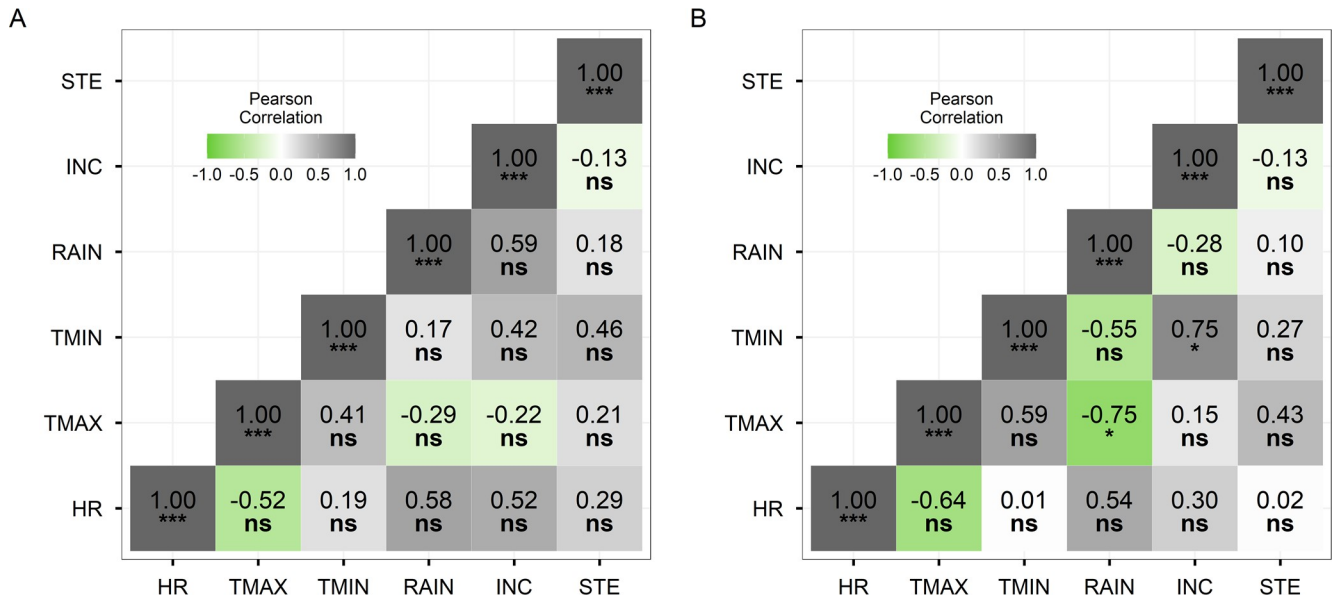 A
STE
1.00
***
Pearson
Correlation
-1.0 -0.5 0.0 0.5 1.0
INC
1.00 -0.13
*** ns
RAIN
1.00 0.59 0.18
*** ns ns
TMIN
1.00 0.17 0.42 0.46
*** ns ns ns
TMAX
1.00 0.41 -0.29 -0.22 0.21
*** ns ns ns ns
HR
1.00 -0.52 0.19 0.58 0.52 0.29
*** ns ns ns ns ns
HR TMAX TMIN RAIN INC STE
B
STE
1.00
***
Pearson
Correlation
-1.0 -0.5 0.0 0.5 1.0
INC
1.00 -0.13
*** ns
RAIN
1.00 -0.28 0.10
*** ns ns
TMIN
1.00 -0.55 0.75 0.27
*** ns * ns
TMAX
1.00 0.59 -0.75 0.15 0.43
*** ns * ns ns
HR
1.00 -0.64 0.01 0.54 0.30 0.02
*** ns ns ns ns ns
HR TMAX TMIN RAIN INC STE